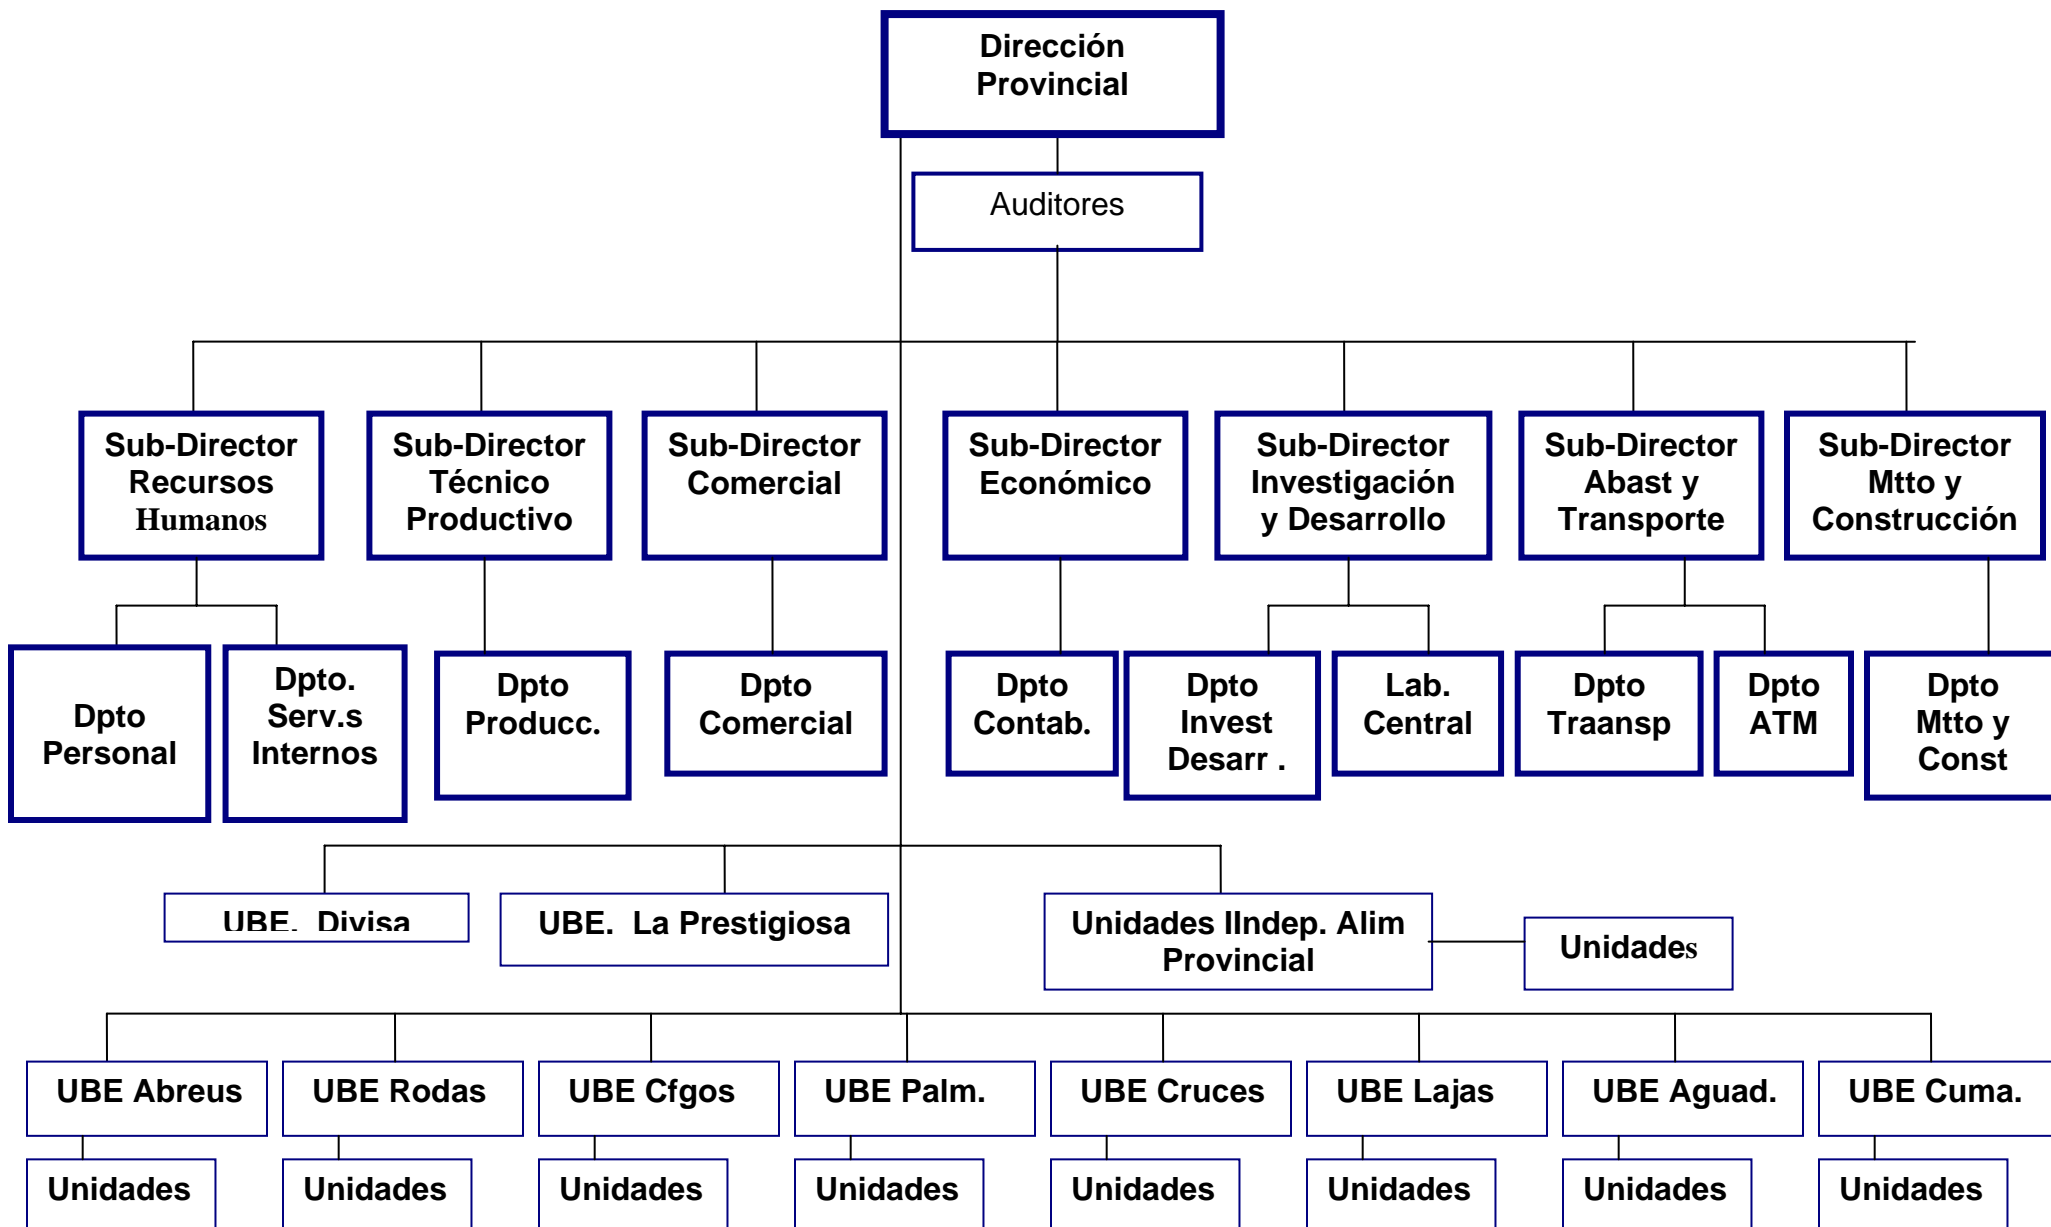 Dirección
Provincial
Auditores
Sub-Director
Recursos
Humanos
Sub-Director
Técnico
Productivo
Sub-Director
Comercial
Sub-Director
Económico
Sub-Director
Investigación
y Desarrollo
Sub-Director
Abast y
Transporte
Sub-Director
Mtto y
Construcción
Dpto
Personal
Dpto.
Serv.s
Internos
Dpto
Producc.
Dpto
Comercial
Dpto
Contab.
Dpto
Invest
Desarr .
Lab.
Central
Dpto
Traansp
Dpto
ATM
Dpto
Mtto y
Const
UBE. Divisa
UBE. La Prestigiosa
Unidades IIndep. Alim
Provincial
Unidades
UBE Abreus
UBE Rodas
UBE Cfgos
UBE Palm.
UBE Cruces
UBE Lajas
UBE Aguad.
UBE Cuma.
Unidades
Unidades
Unidades
Unidades
Unidades
Unidades
Unidades
Unidades